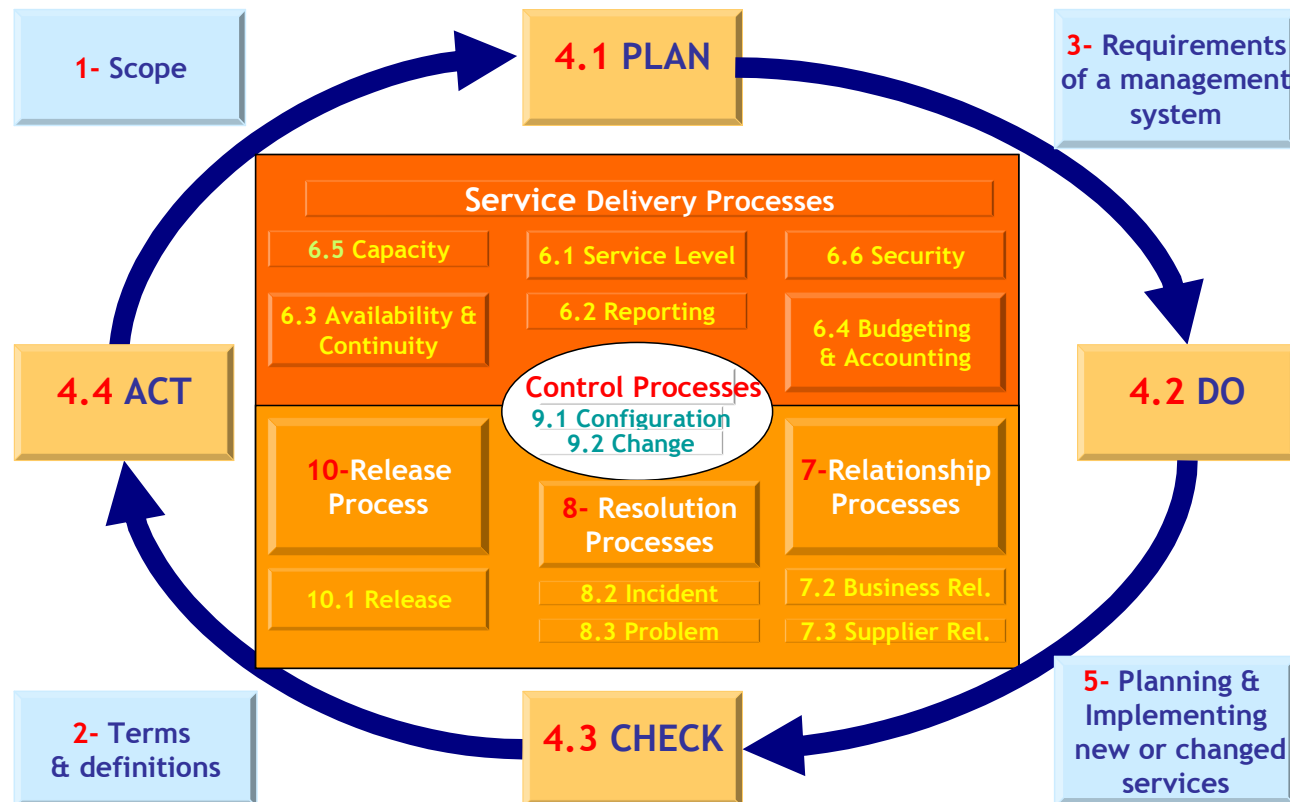 1- Scope
4.1 PLAN
3- Requirements
of a management
system
Service Delivery Processes
6.5 Capacity
6.1 Service Level
6.6 Security
6.3 Availability &
Continuity
6.2 Reporting
6.4 Budgeting
& Accounting
4.4 ACT
Control Processes
9.1 Configuration
9.2 Change
4.2 DO
10-Release
Process
8- Resolution
Processes
7-Relationship
Processes
10.1 Release
8.2 Incident
8.3 Problem
7.2 Business Rel.
7.3 Supplier Rel.
2- Terms
& definitions
4.3 CHECK
5- Planning &
Implementing
new or changed
services